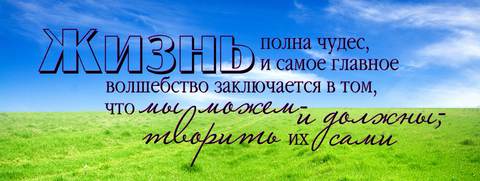 Жизнь полна чудес,
и самое главное
волшебство заключается в том,
что мы можем-
и должны,-
творить их сами